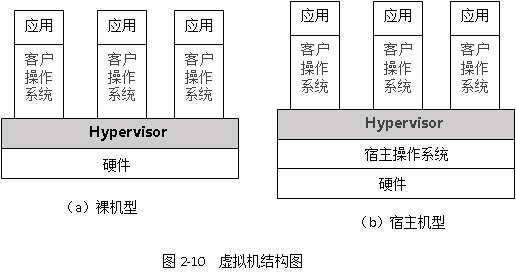 应用 应用 应用
客户 客户 客户
操作 操作 操作
系统 系统 系统
Hypervisor
硬件
（a）裸机型
应用 应用 应用
客户 客户 客户
操作 操作 操作
系统 系统 系统
Hypervisor
宿主操作系统
硬件
（b）宿主机型
图 2-10 虚拟机结构图